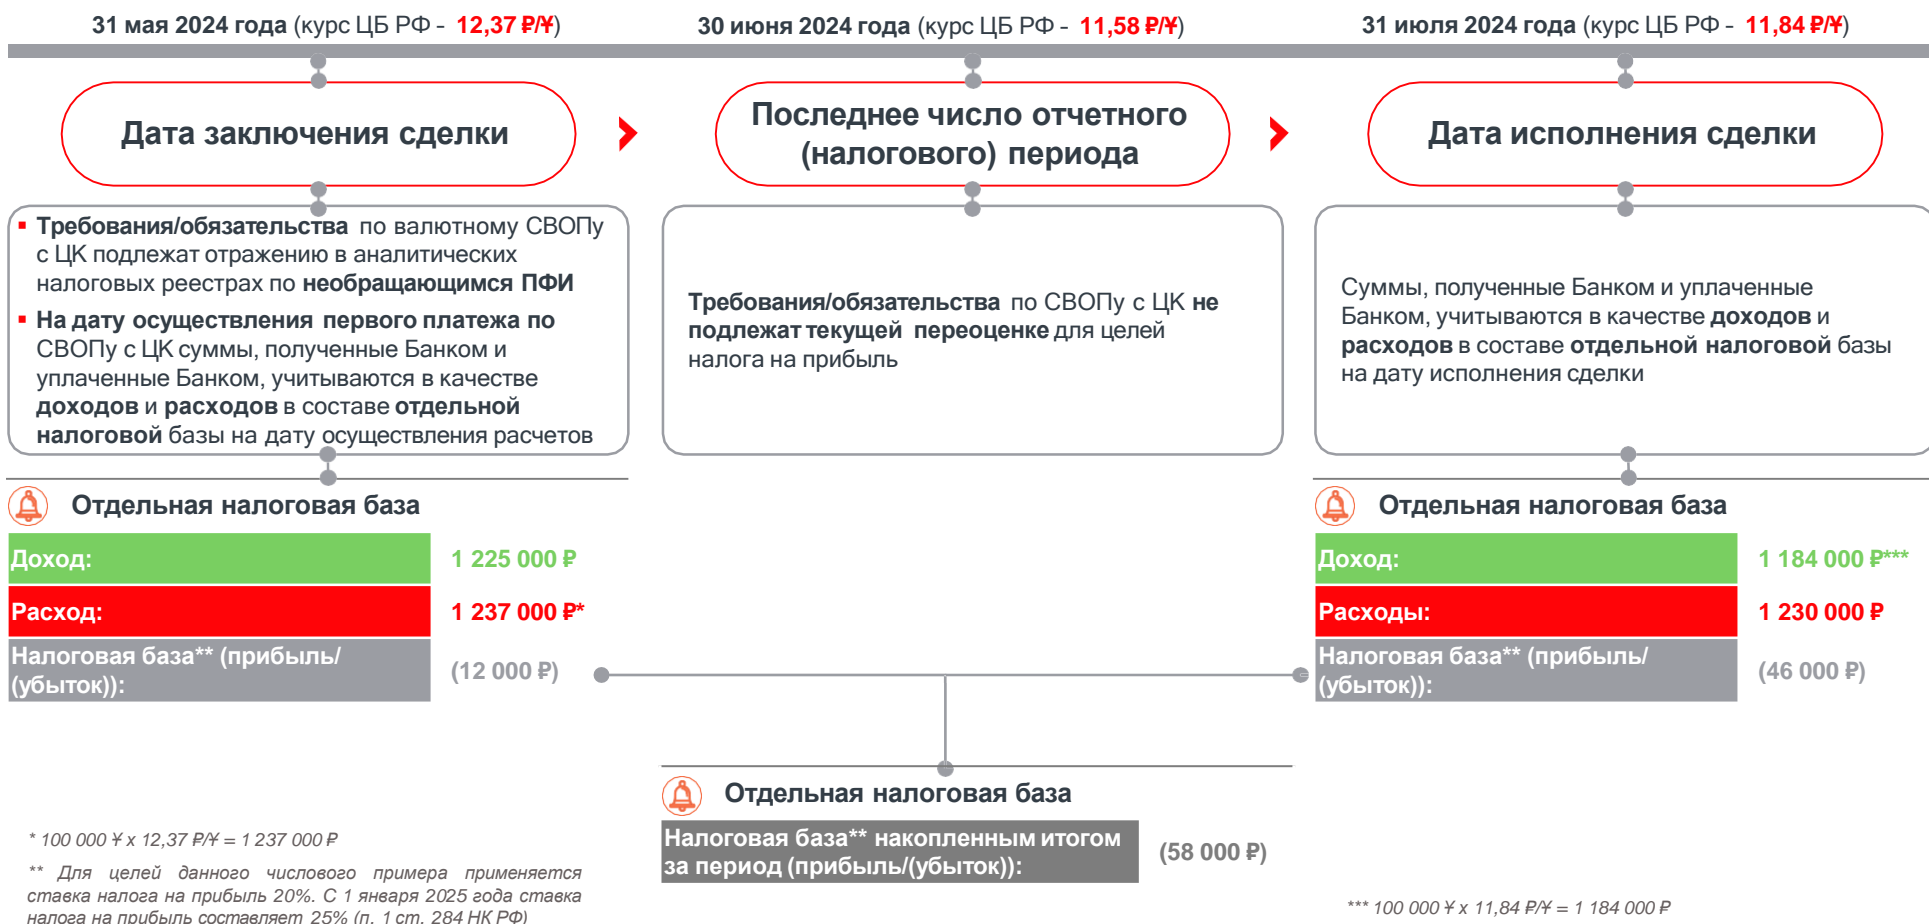 31 мая 2024 года (курс ЦБ РФ - 12,37 ₽/¥)
30 июня 2024 года (курс ЦБ РФ - 11,58 ₽/¥)
31 июля 2024 года (курс ЦБ РФ - 11,84 ₽/¥)
Дата заключения сделки
Последнее число отчетного
(налогового) периода
Дата исполнения сделки
▪ Требования/обязательства по валютному СВОПу
с ЦК подлежат отражению в аналитических
налоговых реестрах по необращающимся ПФИ
▪ На дату осуществления первого платежа по
СВОПу с ЦК суммы, полученные Банком и
уплаченные Банком, учитываются в качестве
доходов и расходов в составе отдельной
налоговой базы на дату осуществления расчетов
Требования/обязательства по СВОПу с ЦК не
подлежат текущей переоценке для целей
налога на прибыль
Суммы, полученные Банком и уплаченные
Банком, учитываются в качестве доходов и
расходов в составе отдельной налоговой базы
на дату исполнения сделки
Отдельная налоговая база
Доход: 1 225 000 ₽
Расход: 1 237 000 ₽*
Налоговая база** (прибыль/
(убыток)): (12 000 ₽)
Отдельная налоговая база
Доход: 1 184 000 ₽***
Расходы: 1 230 000 ₽
Налоговая база** (прибыль/
(убыток)): (46 000 ₽)
Отдельная налоговая база
Налоговая база** накопленным итогом
за период (прибыль/(убыток)): (58 000 ₽)
* 100 000 ¥ x 12,37 ₽/¥ = 1 237 000 ₽
** Для целей данного числового примера применяется
ставка налога на прибыль 20%. С 1 января 2025 года ставка
налога на прибыль составляет 25% (п. 1 ст. 284 НК РФ)
*** 100 000 ¥ x 11,84 ₽/¥ = 1 184 000 ₽